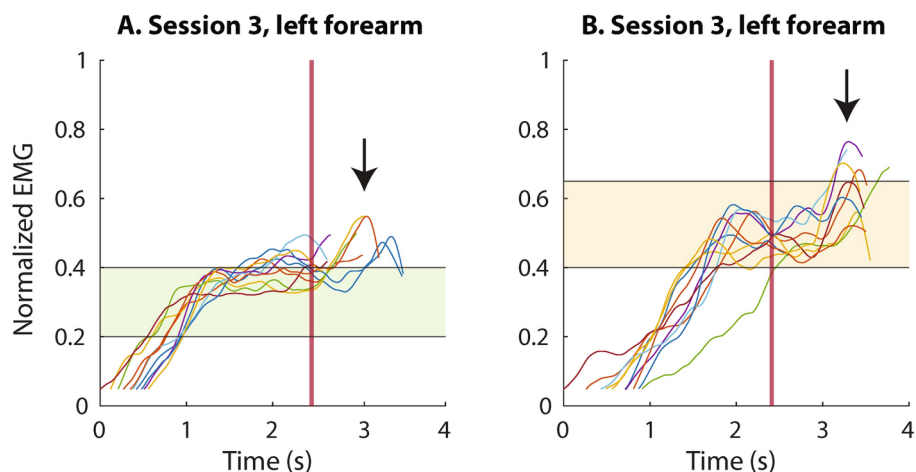 A. Session 3, left forearm
Normalized EMG
1
0.8
0.6
0.4
0.2
0
0 1 2 3 4
Time (s)
B. Session 3, left forearm
1
0.8
0.6
0.4
0.2
0
0 1 2 3 4
Time (s)